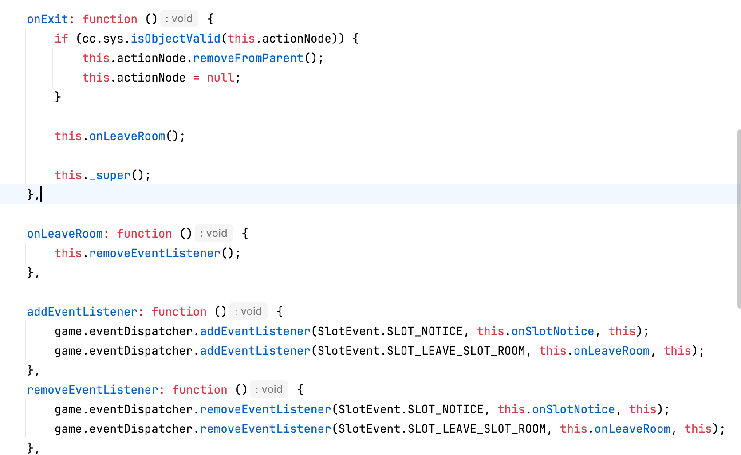 onExit: function () : void {
if (cc.sys.isObjectValid(this.actionNode)) {
this.actionNode.removeFromParent();
this.actionNode = null;
}
this.onLeaveRoom();
this._super();
},
onLeaveRoom: function () : void {
this.removeEventListener();
},
addEventListener: function () : void {
game.eventDispatcher.addEventListener(SlotEvent.SLOT_NOTICE, this.onSlotNotice, this);
game.eventDispatcher.addEventListener(SlotEvent.SLOT_LEAVE_SLOT_ROOM, this.onLeaveRoom, this);
},
removeEventListener: function () : void {
game.eventDispatcher.removeEventListener(SlotEvent.SLOT_NOTICE, this.onSlotNotice, this);
game.eventDispatcher.removeEventListener(SlotEvent.SLOT_LEAVE_SLOT_ROOM, this.onLeaveRoom, this);
},